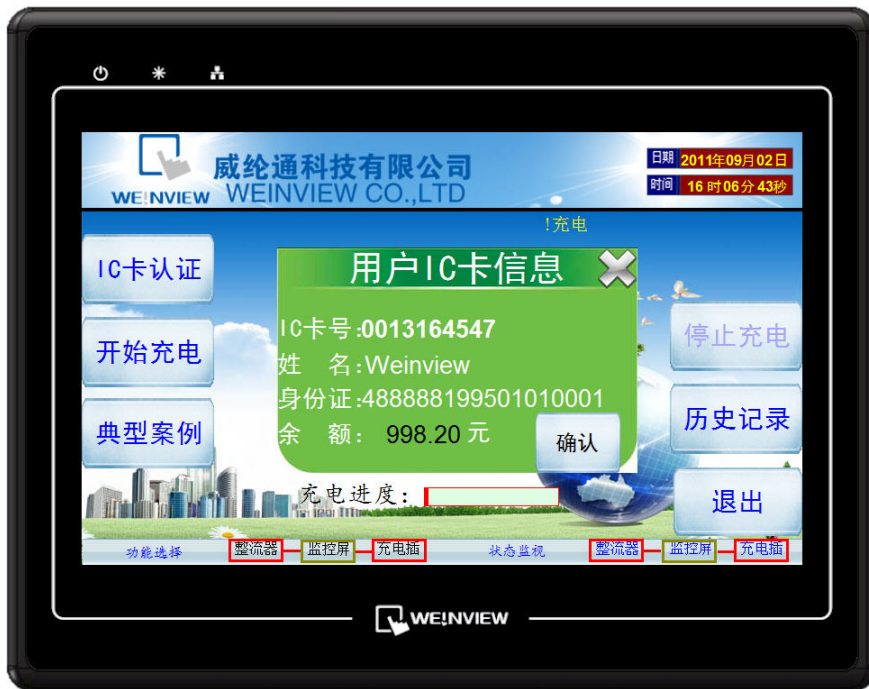 威纶通科技有限公司
WEINVIEW WEINVIEW CO.,LTD
日期 2011年09月02日
时间 16时06分43秒
!充电
IC卡认证
开始充电
典型案例
用户IC卡信息
IC卡号:0013164547
姓 名:Weinview
身份证:488888199501010001
余 额: 998.20元
确认
停止充电
历史记录
退出
充电进度:
功能选择 整流器 监控屏 充电插 状态监视 整流器 监控屏 充电插
WEINVIEW